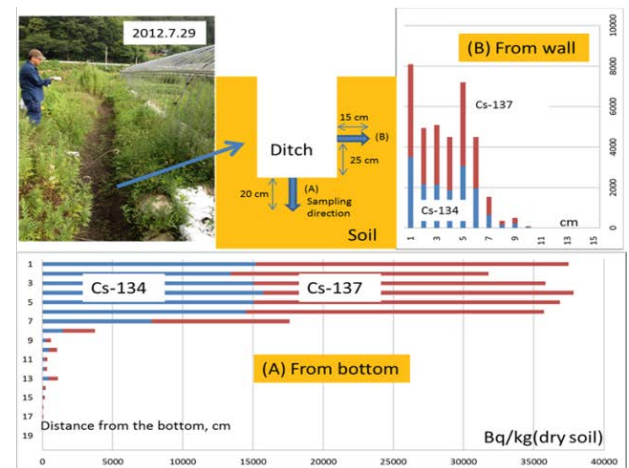 2012.7.29
Ditch
15 cm
(B)
25 cm
20 cm
(A)
Sampling
direction
Soil
(B) From wall
Cs-137
Cs-134
cm
0
2000
4000
6000
8000
10000
1
3
5
7
9
11
13
15
1
3
5
7
9
11
13
15
17
19
Cs-134
Cs-137
(A) From bottom
Distance from the bottom, cm
Bq/kg(dry soil)
0
5000
10000
15000
20000
25000
30000
35000
40000